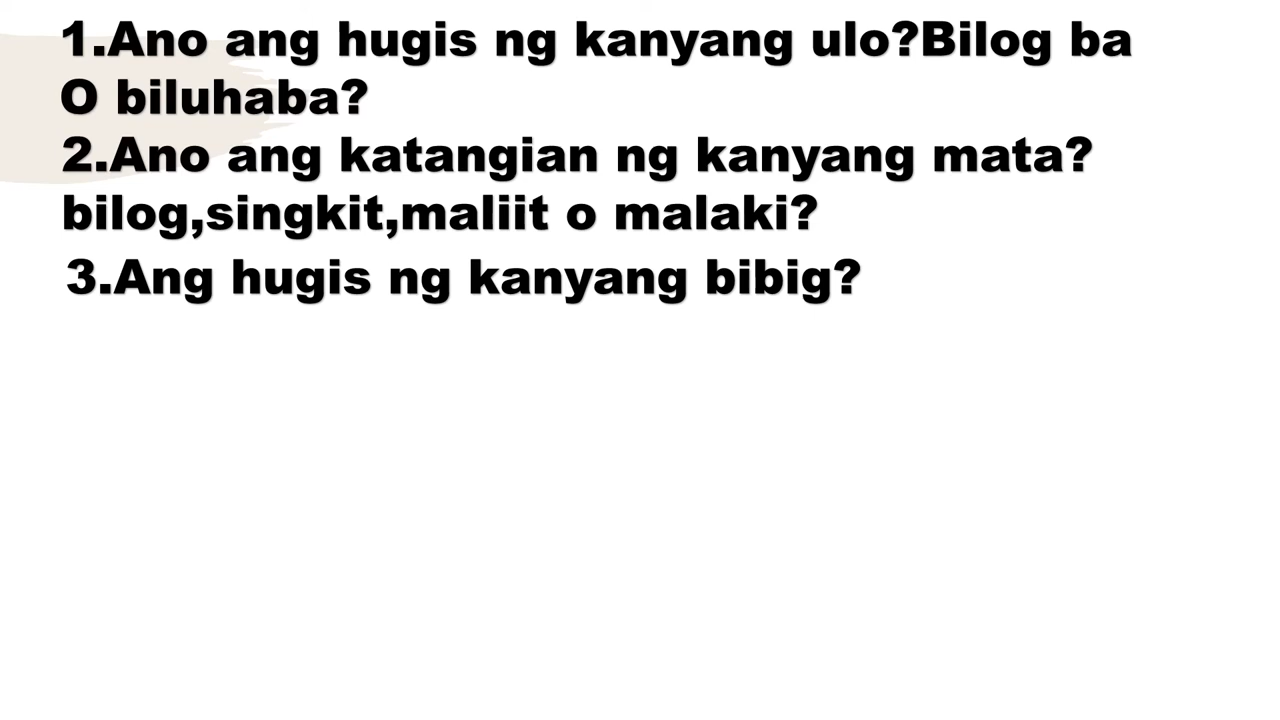 1.Ano ang hugis ng kanyang ulo?Bilog ba
O biluhaba?
2.Ano ang katangian ng kanyang mata?
bilog,singkit,maliit o malaki?
3.Ang hugis ng kanyang bibig?